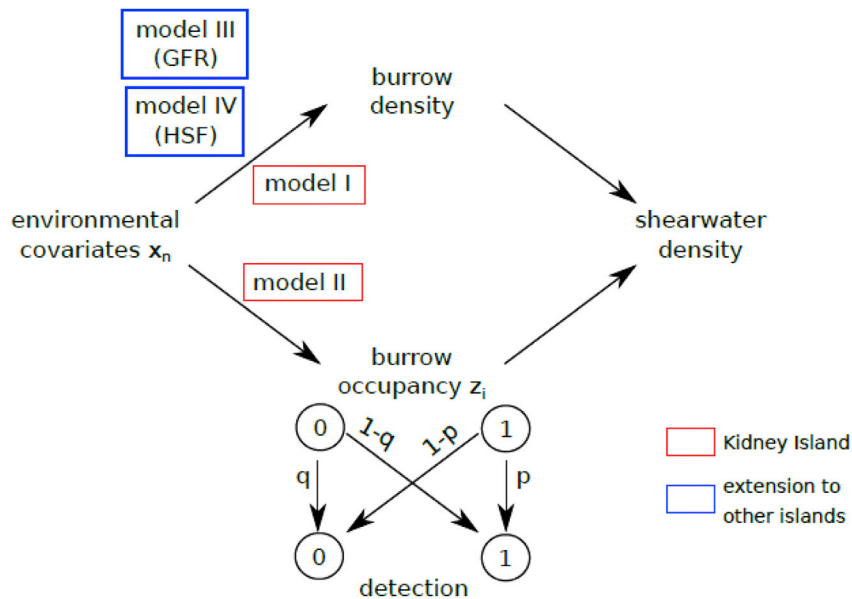 model III
(GFR)
model IV
(HSF)
burrow
density
model I
environmental
covariates xₙ
shearwater
density
model II
burrow
occupancy zᵢ
0
1-q
1-p
1
q
p
0
1
detection
Kidney Island
extension to
other islands